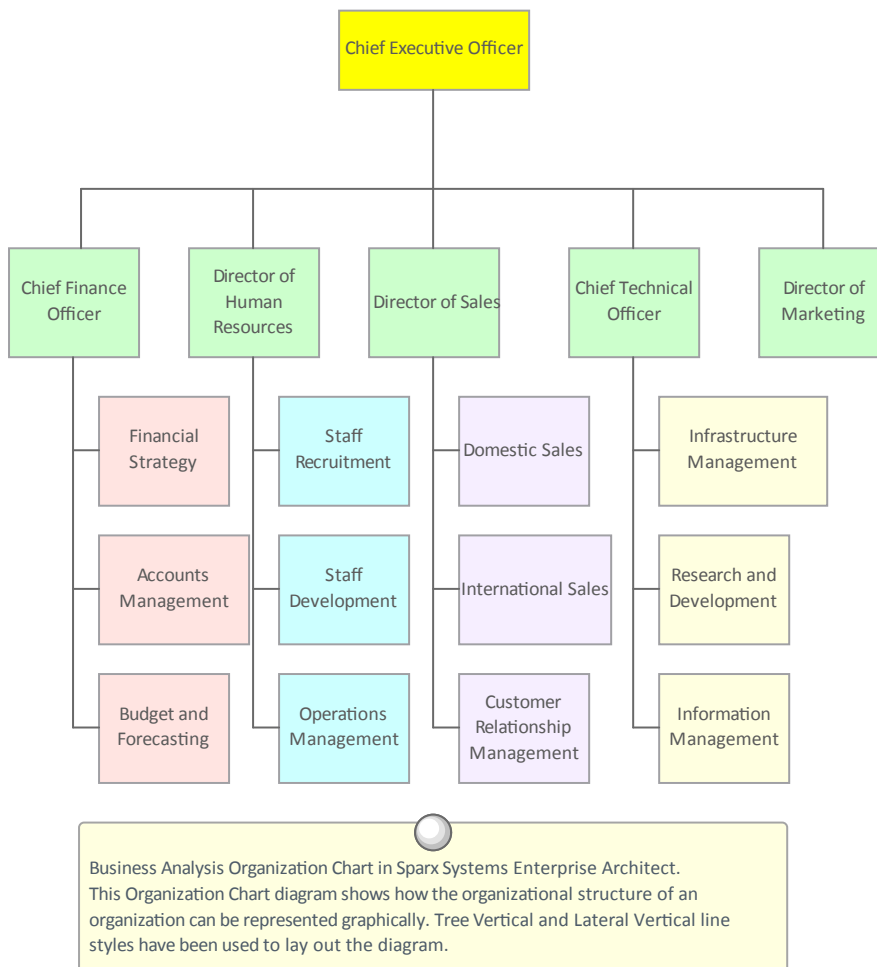 Chief Executive Officer
Chief Finance
Officer
Director of
Human
Resources
Director of Sales
Chief Technical
Officer
Director of
Marketing
Financial
Strategy
Staff
Recruitment
Domestic Sales
Infrastructure
Management
Accounts
Management
Staff
Development
International Sales
Research and
Development
Budget and
Forecasting
Operations
Management
Customer
Relationship
Management
Information
Management
Business Analysis Organization Chart in Sparx Systems Enterprise Architect.
This Organization Chart diagram shows how the organizational structure of an
organization can be represented graphically. Tree Vertical and Lateral Vertical line
styles have been used to lay out the diagram.